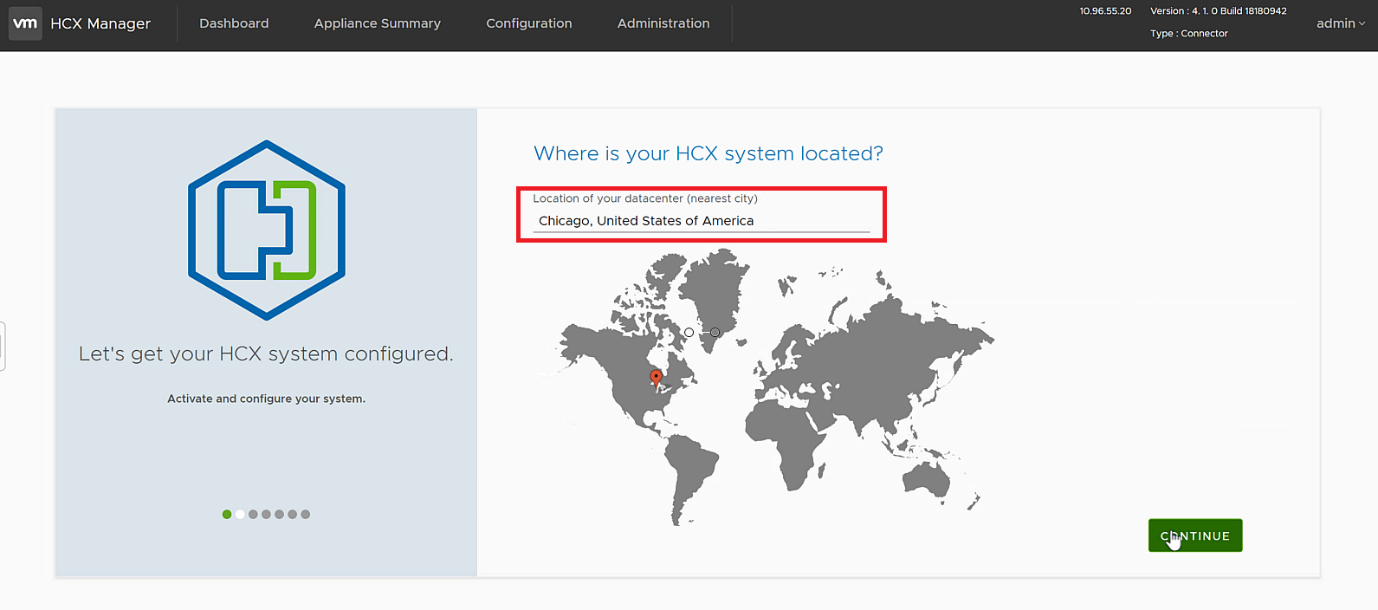 vm HCX Manager Dashboard Appliance Summary Configuration Administration 10.96.55.20 Version : 4. 1. 0 Build 18180942 admin
Type : Connector
Where is your HCX system located?
Location of your datacenter (nearest city)
Chicago, United States of America
Let's get your HCX system configured.
Activate and configure your system.
CONTINUE